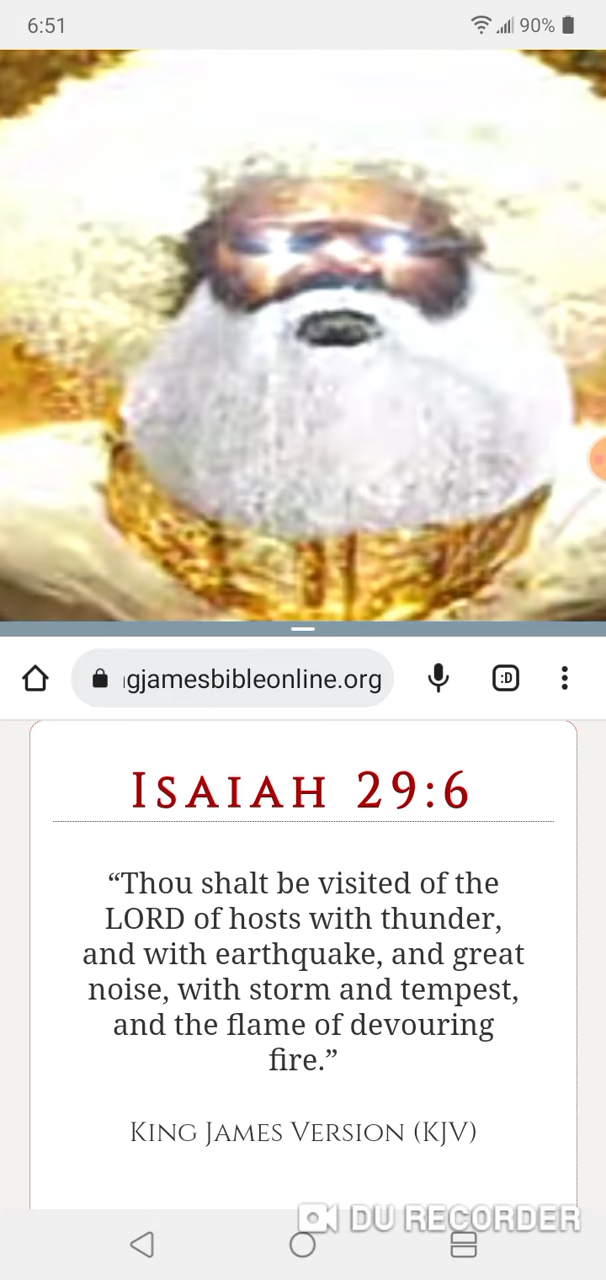 6:51
90%
gjamesbibleonline.org
:D
ISAIAH 29:6
“Thou shalt be visited of the
LORD of hosts with thunder,
and with earthquake, and great
noise, with storm and tempest,
and the flame of devouring
fire.”
KING JAMES VERSION (KJV)
DU RECORDER